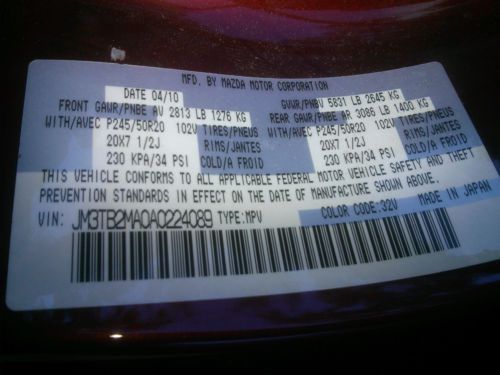 MFD. BY MAZDA MOTOR CORPORATION
DATE 04/10
GVWR/PNBV 5831 LB 2645 KG
FRONT GAWR/PNBE AV 2813 LB 1276 KG
REAR GAWR/PNBE AR 3086 LB 1400 KG
WITH/AVEC P245/50R20 102V TIRES/PNEUS
WITH/AVEC P245/50R20 102V TIRES/PNEUS
20X7 1/2J RIMS/JANTES
20X7 1/2J RIMS/JANTES
230 KPA/34 PSI COLD/A FROID
230 KPA/34 PSI COLD/A FROID
THIS VEHICLE CONFORMS TO ALL APPLICABLE FEDERAL MOTOR VEHICLE SAFETY AND THEFT
PREVENTION STANDARDS IN EFFECT ON THE DATE OF MANUFACTURE SHOWN ABOVE.
VIN: JM3TB2MA0A0224089 TYPE:MPV COLOR CODE:32V MADE IN JAPAN